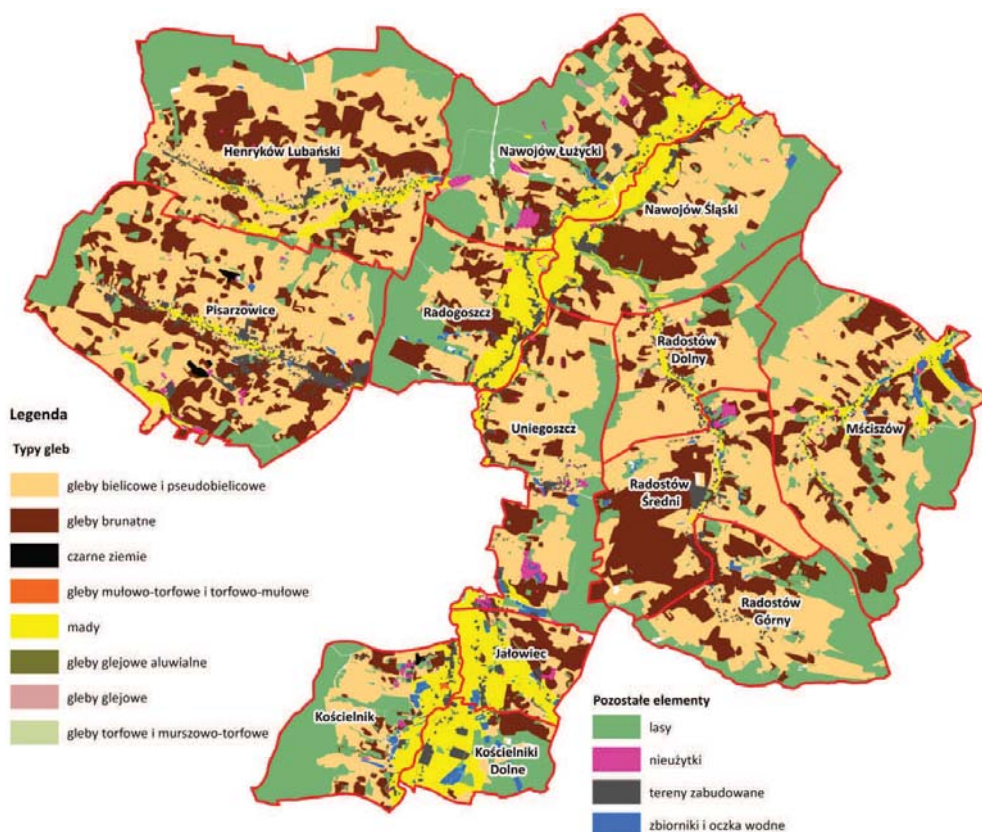 Henryków Lubański
Nawojów Łużycki
Nawojów Śląski
Pisarzowice
Radogoszcz
Radostów
Dolny
Uniegoszcz
Mściszów
Radostów
Średni
Radostów
Górny
Jałowiec
Kościelnik
Kościelniki
Dolne
Legenda
Typy gleb
gleby bielicowe i pseudobielicowe
gleby brunatne
czarne ziemie
gleby mułowo-torfowe i torfowo-mułowe
mady
gleby glejowe aluwialne
gleby glejowe
gleby torfowe i murszowo-torfowe
Pozostałe elementy
lasy
nieużytki
tereny zabudowane
zbiorniki i oczka wodne